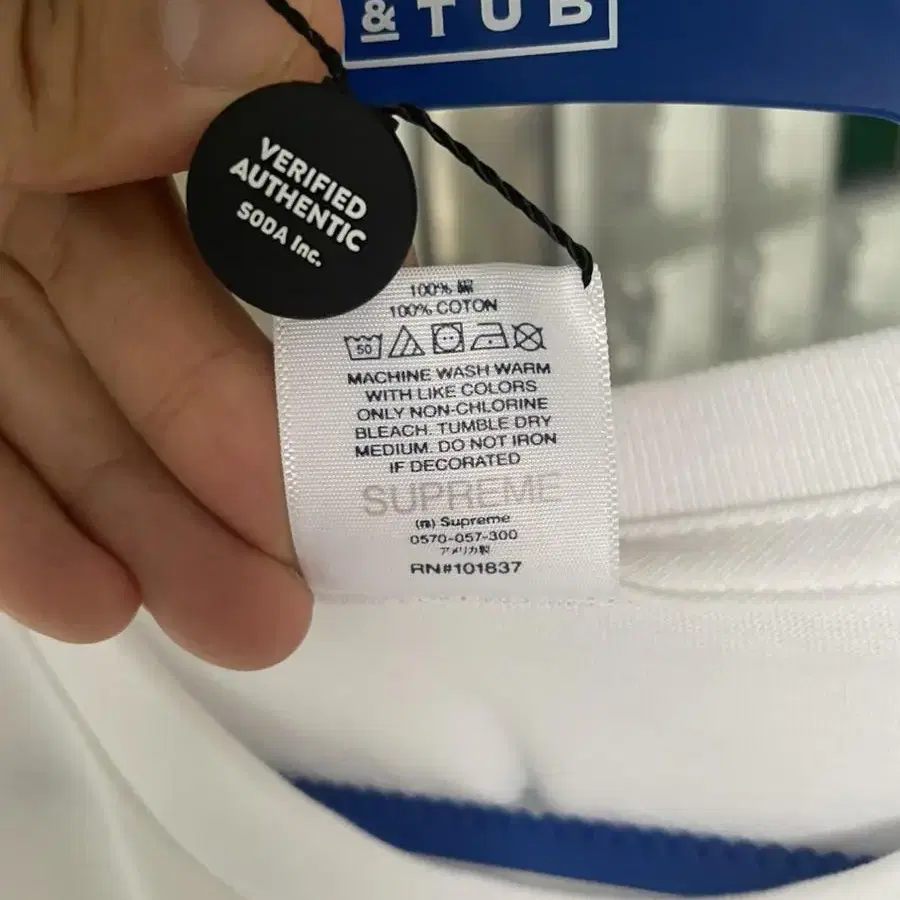 & TUB
VERIFIED
AUTHENTIC
SODA Inc.
100% 綿
100% COTON
50
MACHINE WASH WARM
WITH LIKE COLORS
ONLY NON-CHLORINE
BLEACH. TUMBLE DRY
MEDIUM. DO NOT IRON
IF DECORATED
SUPREME
(株) Supreme
0570-057-300
アメリカ製
RN#101837